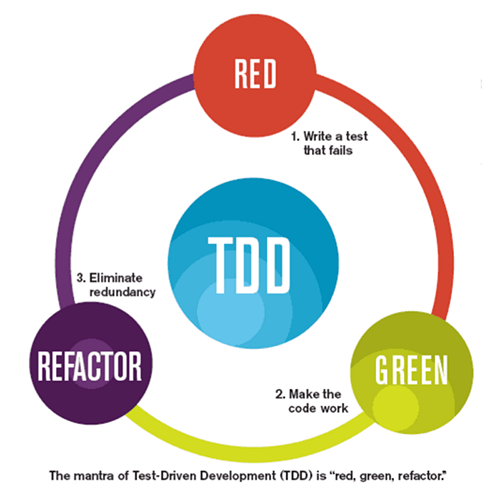 RED
1. Write a test
that fails
TDD
3. Eliminate
redundancy
REFACTOR
GREEN
2. Make the
code work
The mantra of Test-Driven Development (TDD) is “red, green, refactor.”